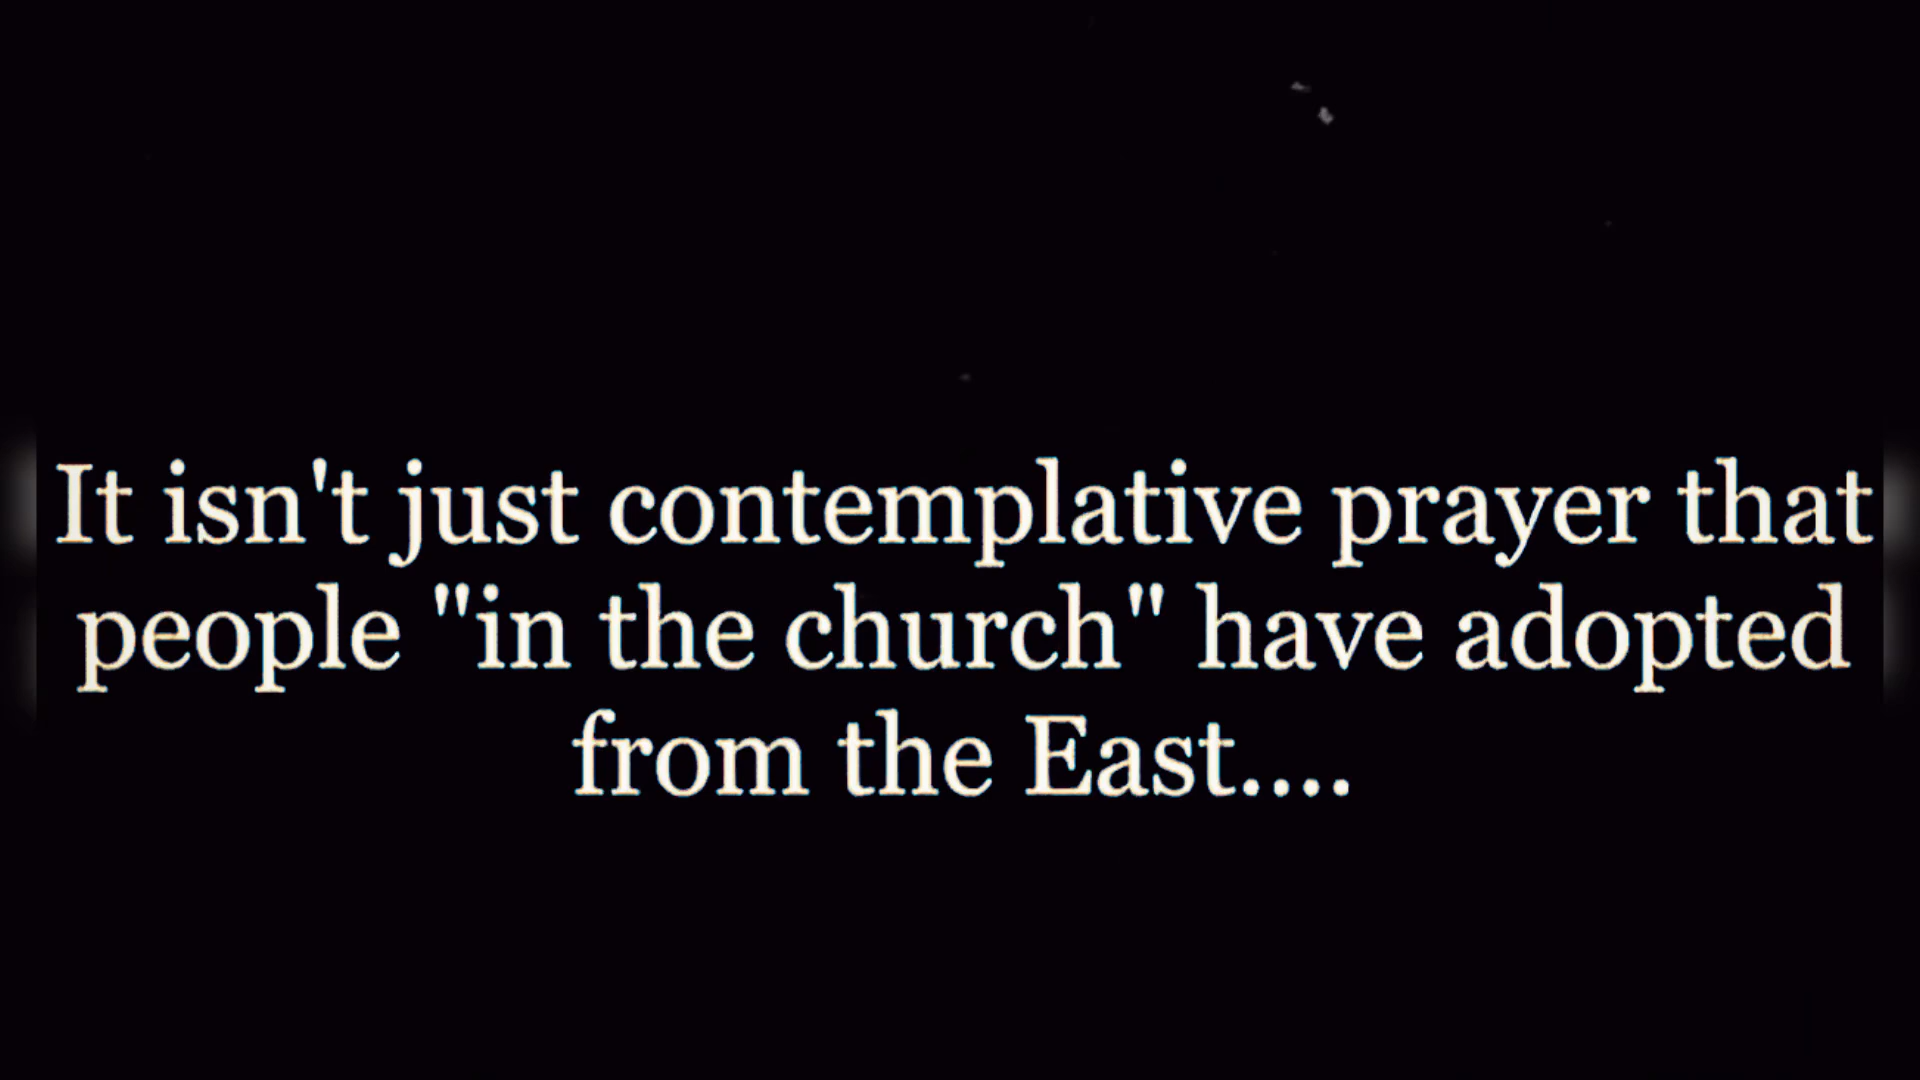 It isn't just contemplative prayer that
people "in the church" have adopted
from the East....